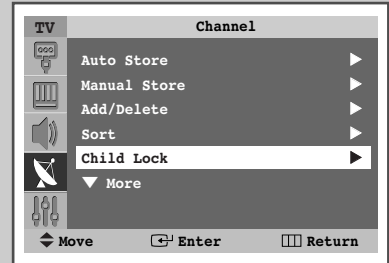 TV Channel
Auto Store
Manual Store
Add/Delete
Sort
Child Lock
▼ More
Move Enter Return